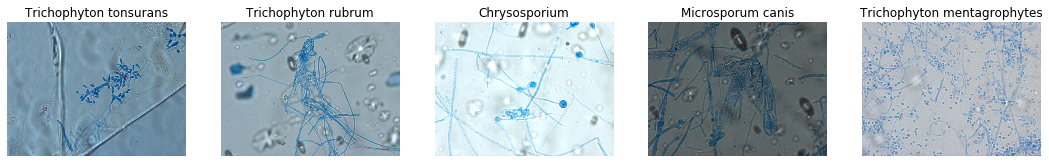 Trichophyton tonsurans
Trichophyton rubrum
Chrysosporium
Microsporum canis
Trichophyton mentagrophytes